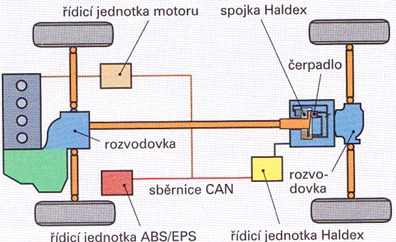 řídicí jednotka motoru
spojka Haldex
čerpadlo
rozvodovka
sběrnice CAN
rozvo-
dovka
řídicí jednotka ABS/EPS
řídicí jednotka Haldex